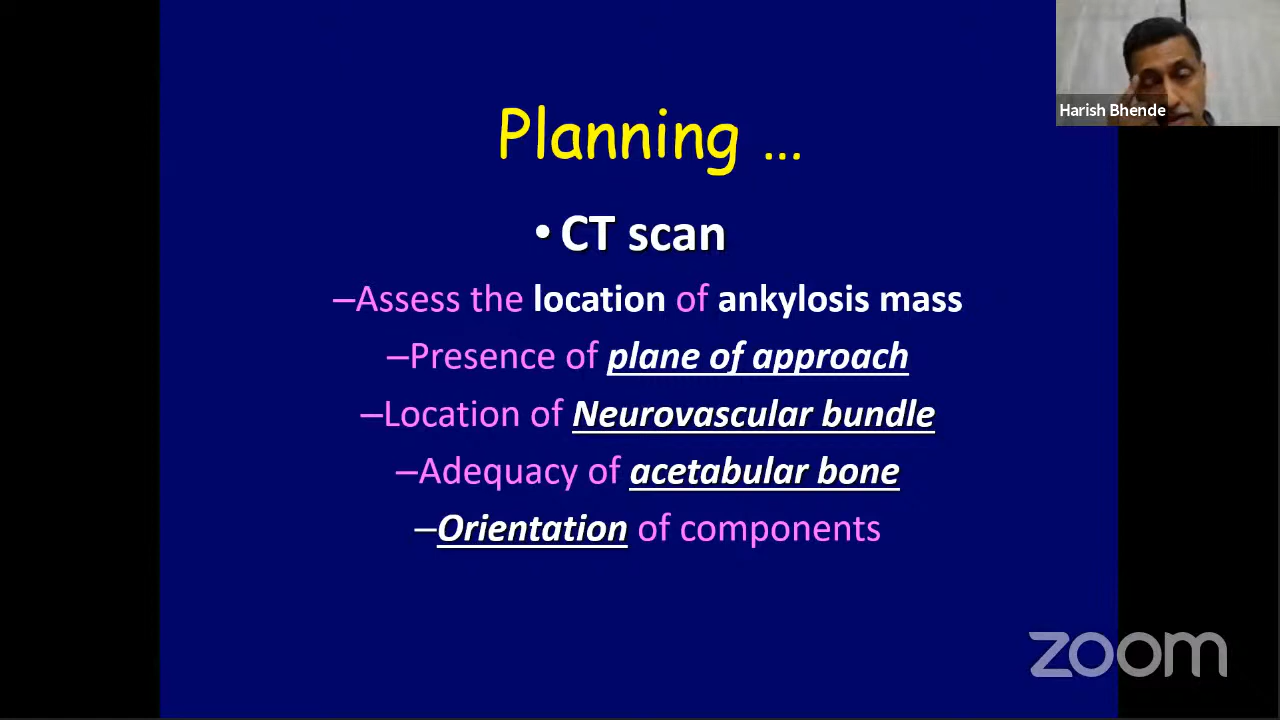 Harish Bhende
Planning ...
• CT scan
–Assess the location of ankylosis mass
–Presence of plane of approach
–Location of Neurovascular bundle
–Adequacy of acetabular bone
–Orientation of components
zoom